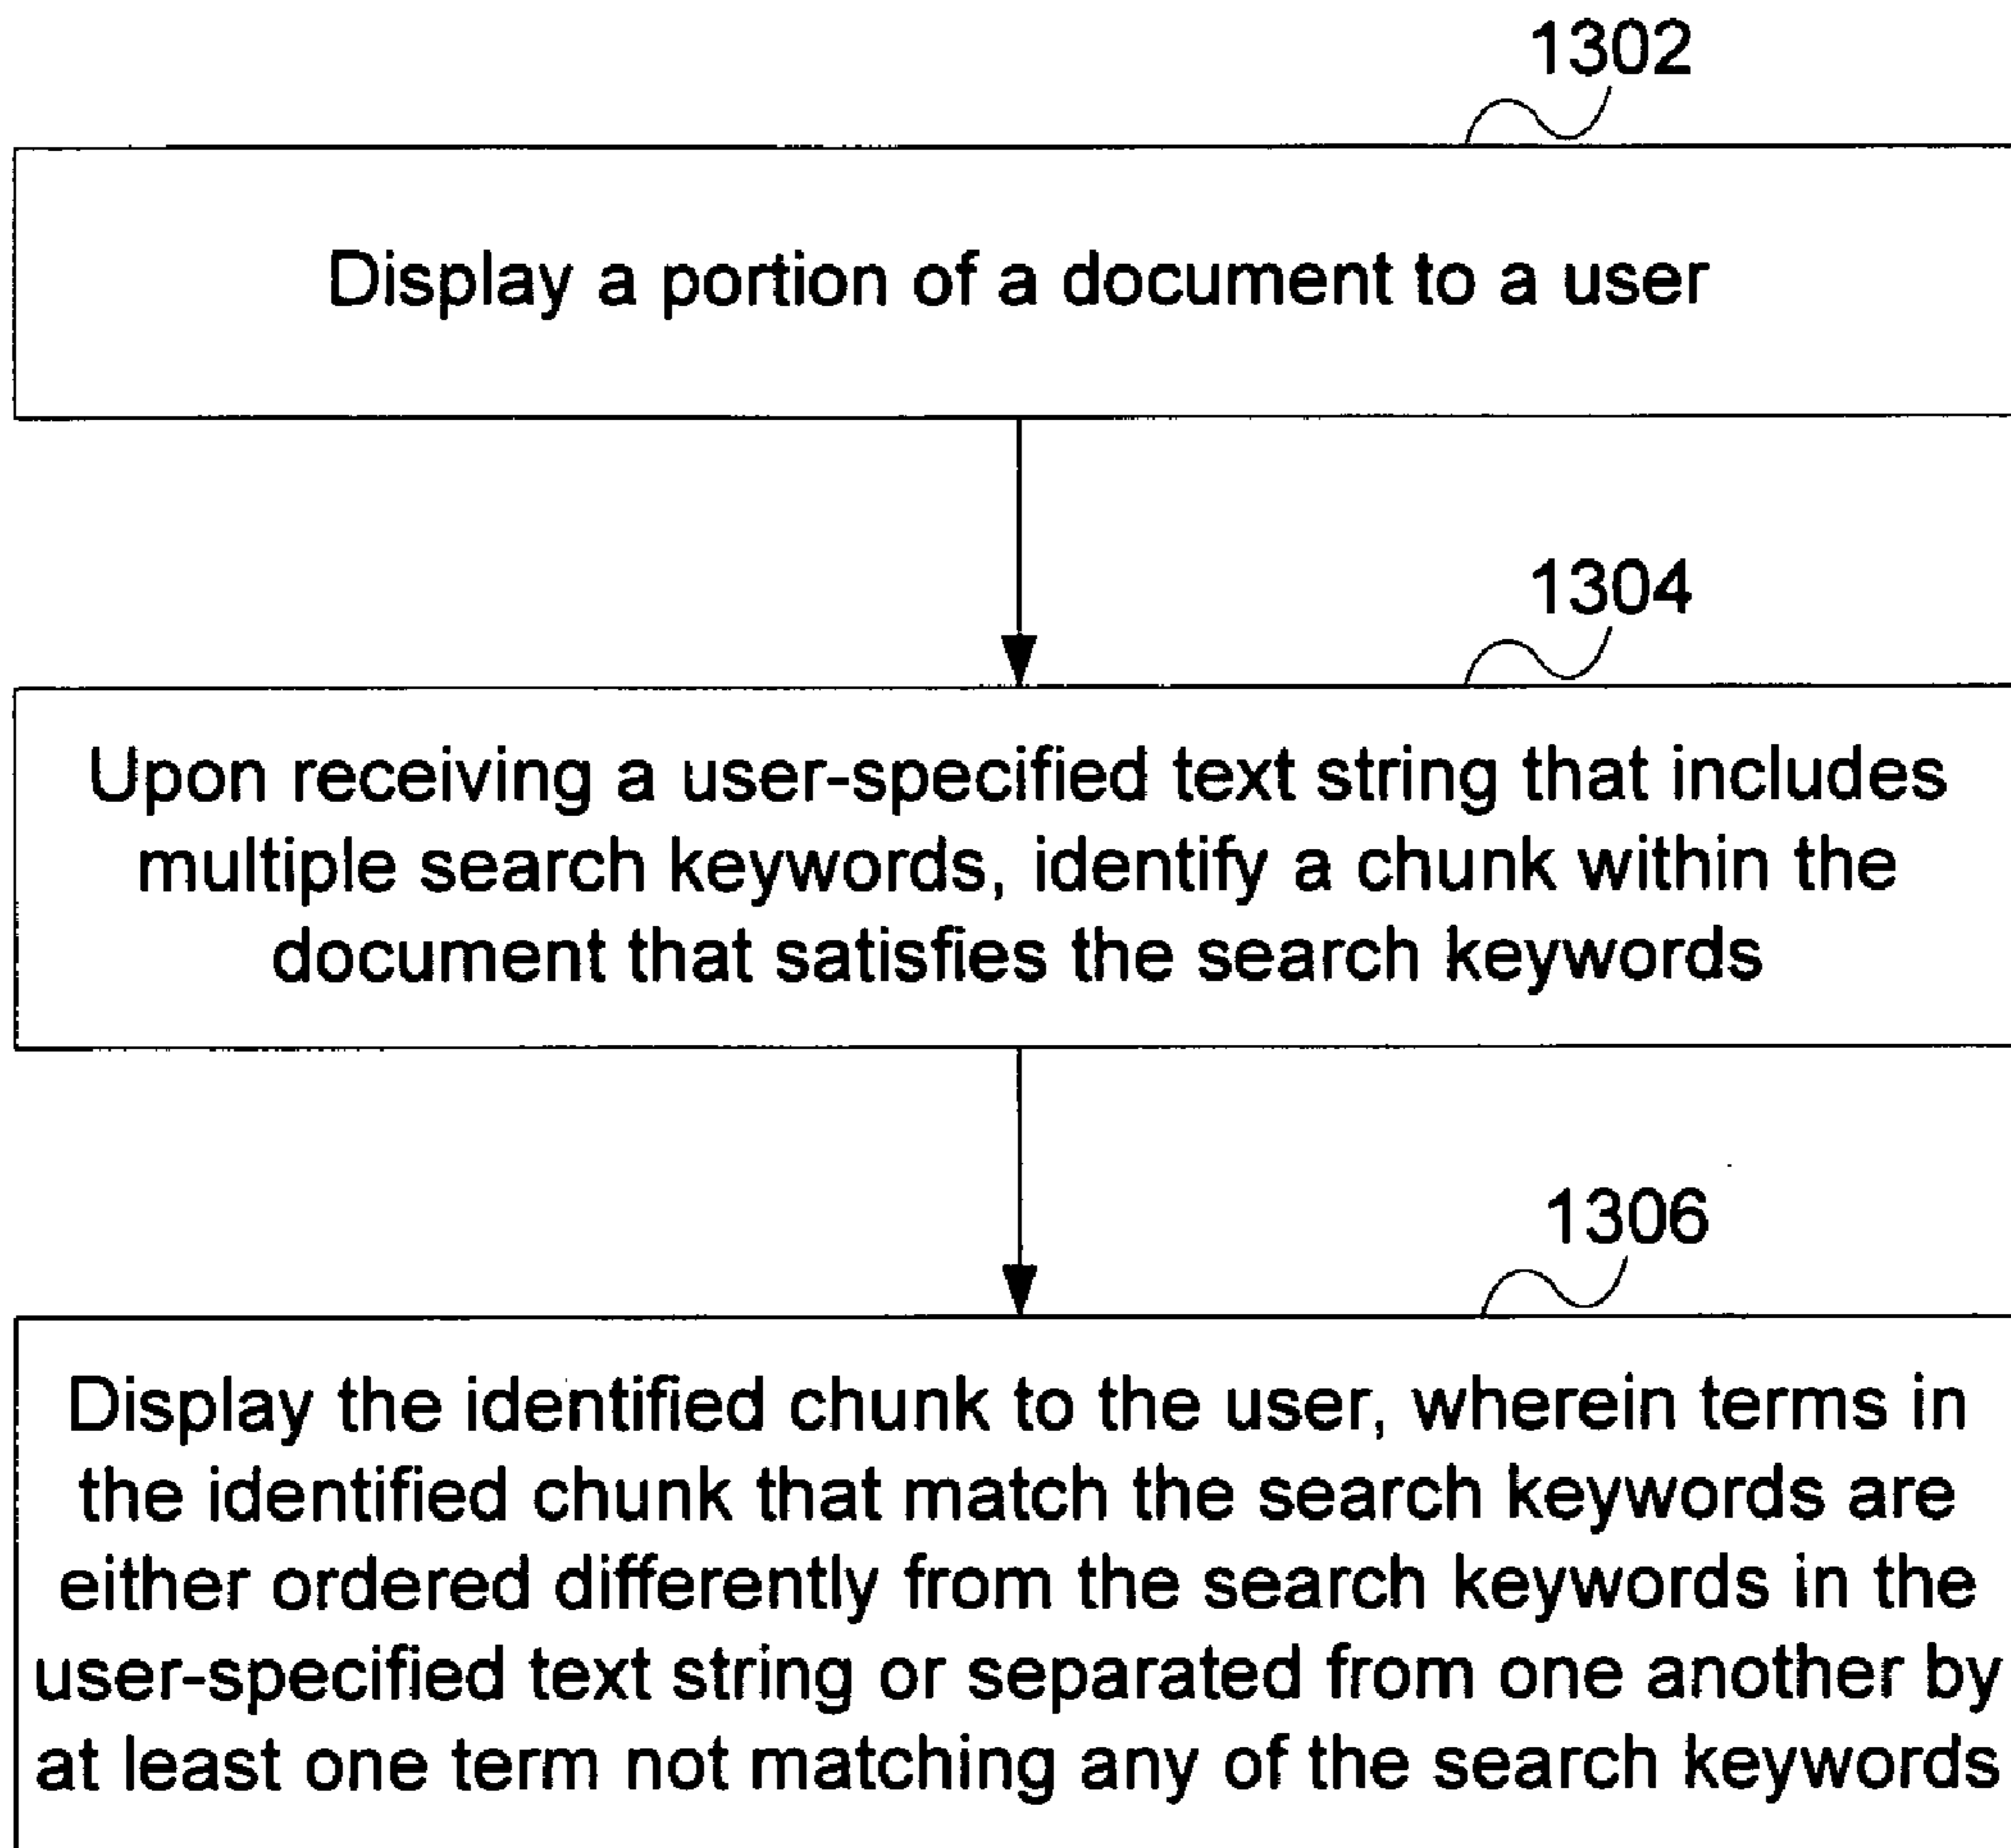 1302
Display a portion of a document to a user
1304
Upon receiving a user-specified text string that includes
multiple search keywords, identify a chunk within the
document that satisfies the search keywords
1306
Display the identified chunk to the user, wherein terms in
the identified chunk that match the search keywords are
either ordered differently from the search keywords in the
user-specified text string or separated from one another by
at least one term not matching any of the search keywords